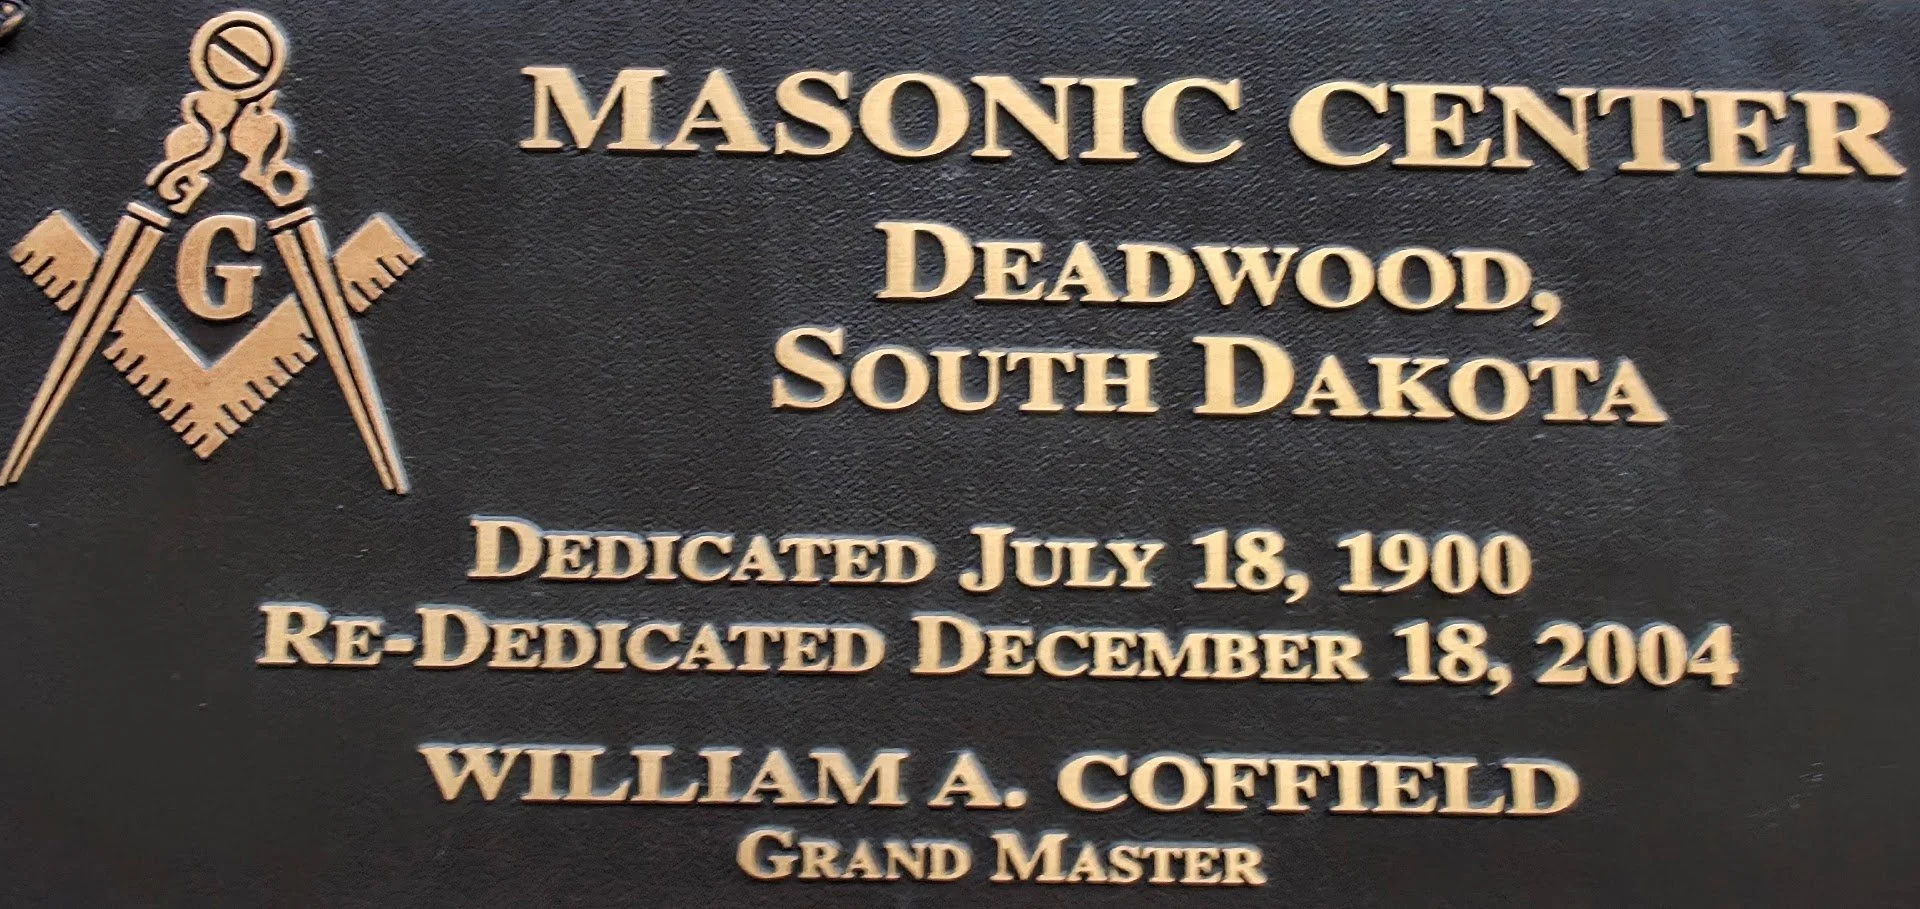 G
MASONIC CENTER
DEADWOOD,
SOUTH DAKOTA
DEDICATED JULY 18, 1900
RE-DEDICATED DECEMBER 18, 2004
WILLIAM A. COFFIELD
GRAND MASTER